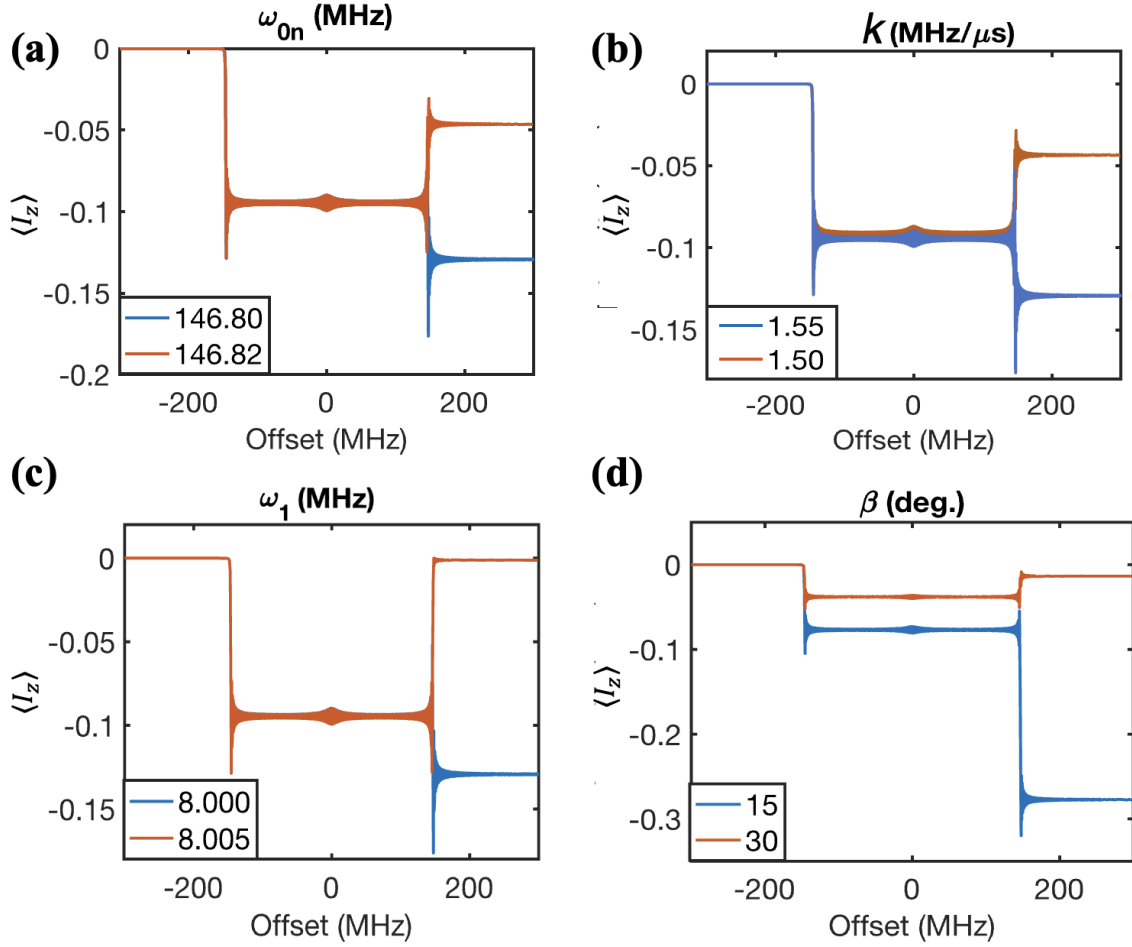 (a)
ω0n (MHz)
0
-0.05
-0.1
-0.15
-0.2
⟨Iz⟩
146.80
146.82
-200 0 200
Offset (MHz)
(b)
k (MHz/μs)
0
-0.05
-0.1
-0.15
⟨Iz⟩
1.55
1.50
-200 0 200
Offset (MHz)
(c)
ω1 (MHz)
0
-0.05
-0.1
-0.15
⟨Iz⟩
8.000
8.005
-200 0 200
Offset (MHz)
(d)
β (deg.)
0
-0.1
-0.2
-0.3
⟨Iz⟩
15
30
-200 0 200
Offset (MHz)